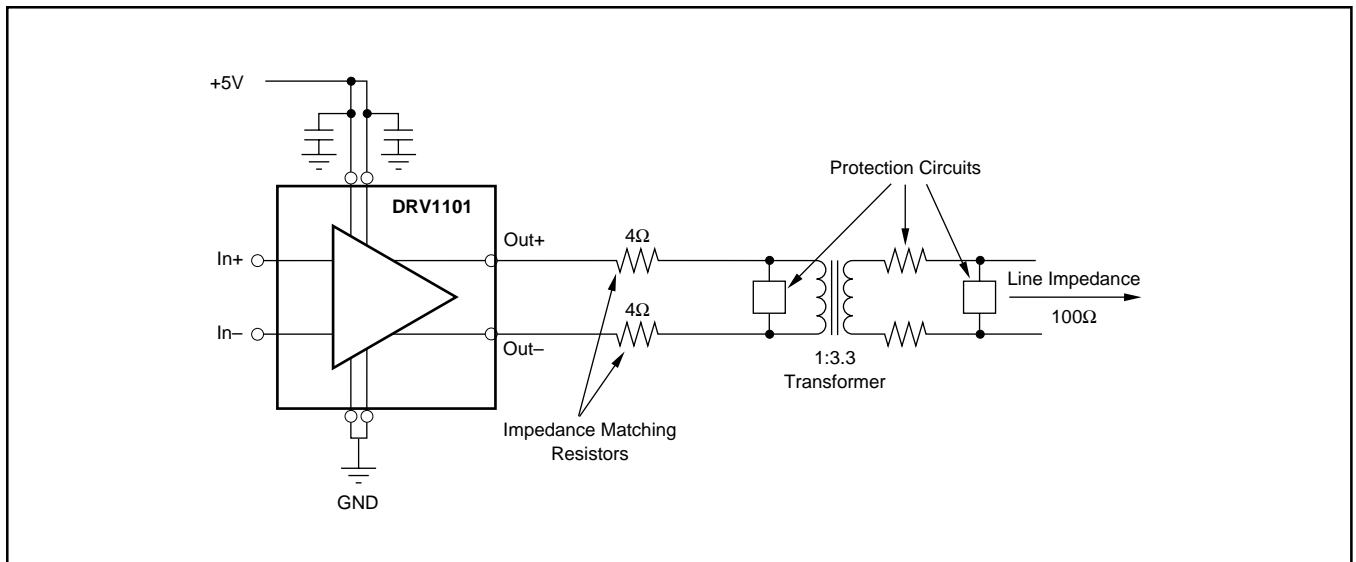 +5V
Protection Circuits
DRV1101
In+
Out+
4Ω
Line Impedance
100Ω
In–
Out–
4Ω
1:3.3
Transformer
Impedance Matching
Resistors
GND